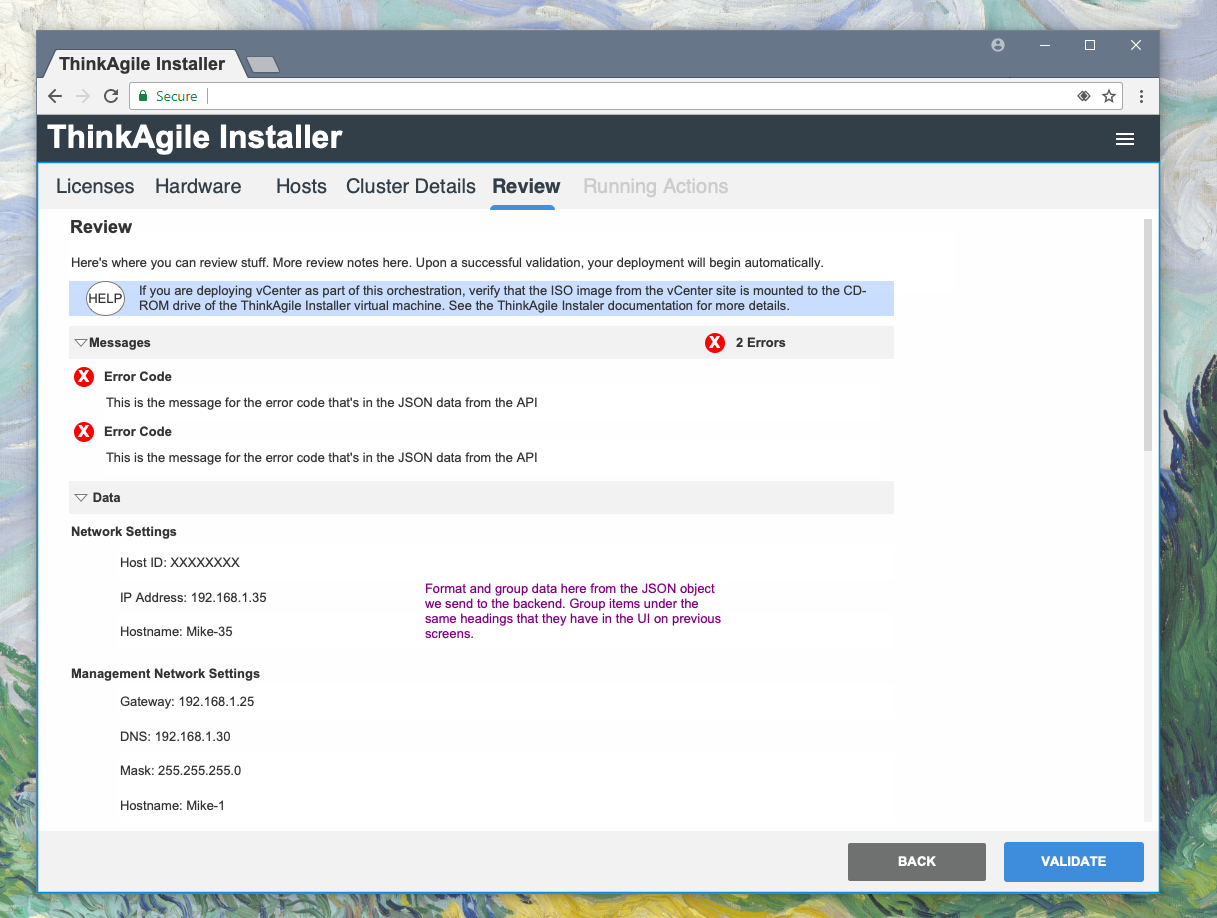 ThinkAgile Installer
Secure
ThinkAgile Installer
Licenses Hardware Hosts Cluster Details Review Running Actions
Review
Here's where you can review stuff. More review notes here. Upon a successful validation, your deployment will begin automatically.
HELP
If you are deploying vCenter as part of this orchestration, verify that the ISO image from the vCenter site is mounted to the CD-
ROM drive of the ThinkAgile Installer virtual machine. See the ThinkAgile Instaler documentation for more details.
Messages
X 2 Errors
X Error Code
This is the message for the error code that's in the JSON data from the API
X Error Code
This is the message for the error code that's in the JSON data from the API
Data
Network Settings
Host ID: XXXXXXXX
IP Address: 192.168.1.35
Hostname: Mike-35
Format and group data here from the JSON object
we send to the backend. Group items under the
same headings that they have in the UI on previous
screens.
Management Network Settings
Gateway: 192.168.1.25
DNS: 192.168.1.30
Mask: 255.255.255.0
Hostname: Mike-1
BACK
VALIDATE